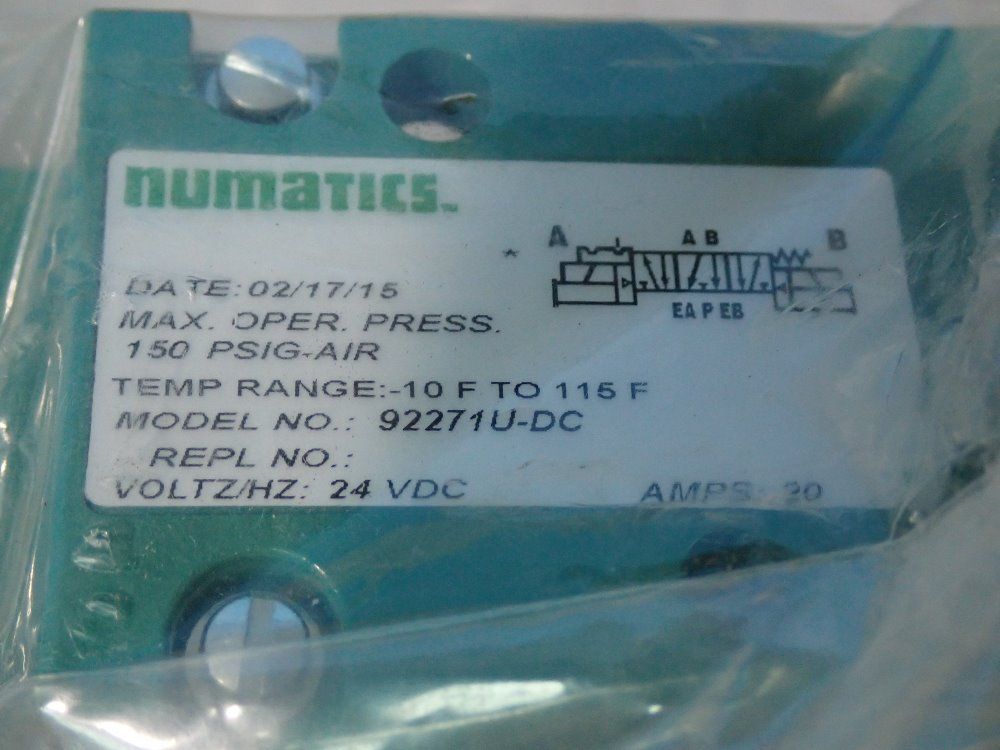 numatics™
* A A B B
EA P EB
DATE: 02/17/15
MAX. OPER. PRESS.
150 PSIG-AIR
TEMP RANGE:-10 F TO 115 F
MODEL NO.: 92271U-DC
REPL NO.:
VOLTZ/HZ: 24 VDC AMPS: